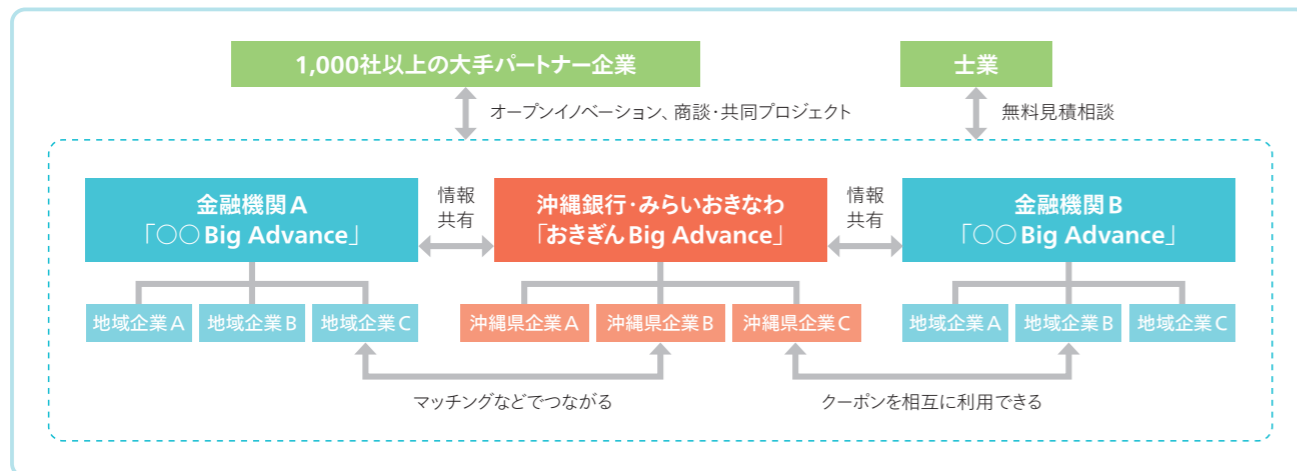 1,000社以上の大手パートナー企業
士業
オープンイノベーション、商談・共同プロジェクト
無料見積相談
金融機関A
「〇〇Big Advance」
情報
共有
沖縄銀行・みらいおきなわ
「おきぎんBig Advance」
情報
共有
金融機関B
「〇〇Big Advance」
地域企業A
地域企業B
地域企業C
沖縄県企業A
沖縄県企業B
沖縄県企業C
地域企業A
地域企業B
地域企業C
マッチングなどでつながる
クーポンを相互に利用できる